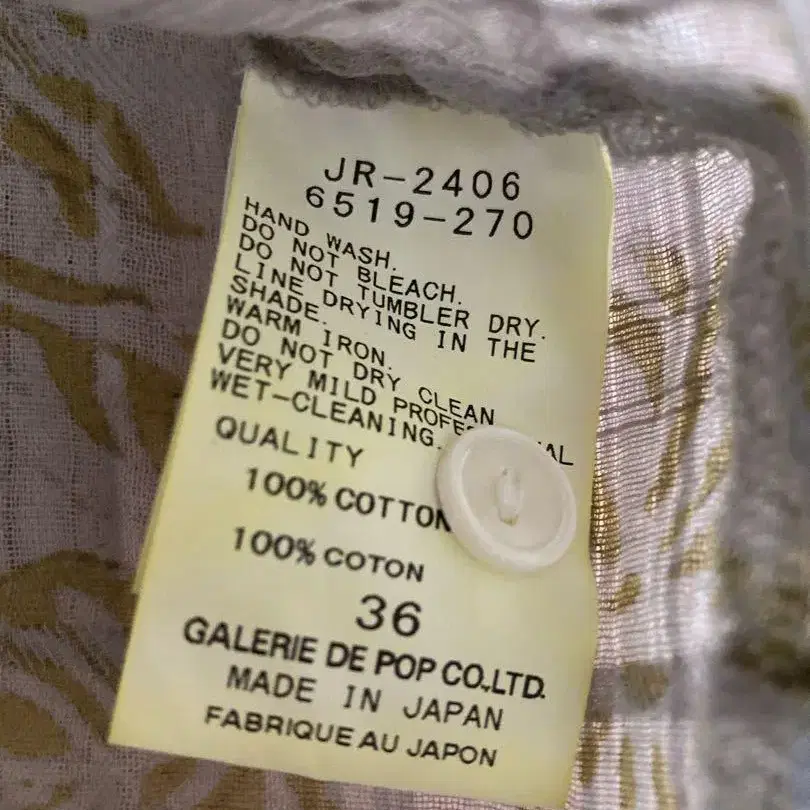 JR-2406
6519-270
HAND WASH.
DO NOT BLEACH.
DO NOT TUMBLER DRY.
LINE DRYING IN THE
SHADE.
WARM IRON.
DO NOT DRY CLEAN
VERY MILD
WET-CLEANING.
QUALITY
100% COTTON
100% COTON
36
GALERIE DE POP CO.,LTD.
MADE IN JAPAN
FABRIQUE AU JAPON